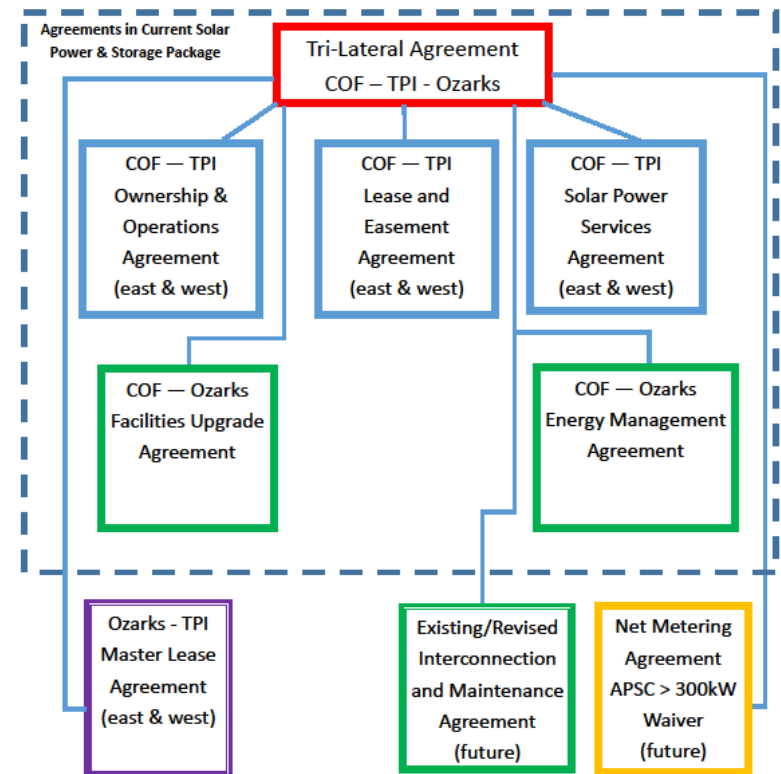 Agreements in Current Solar
Power & Storage Package
Tri-Lateral Agreement
COF – TPI - Ozarks
COF — TPI
Ownership &
Operations
Agreement
(east & west)
COF — TPI
Lease and
Easement
Agreement
(east & west)
COF — TPI
Solar Power
Services
Agreement
(east & west)
COF — Ozarks
Facilities Upgrade
Agreement
COF — Ozarks
Energy Management
Agreement
Ozarks - TPI
Master Lease
Agreement
(east & west)
Existing/Revised
Interconnection
and Maintenance
Agreement
(future)
Net Metering
Agreement
APSC > 300kW
Waiver
(future)